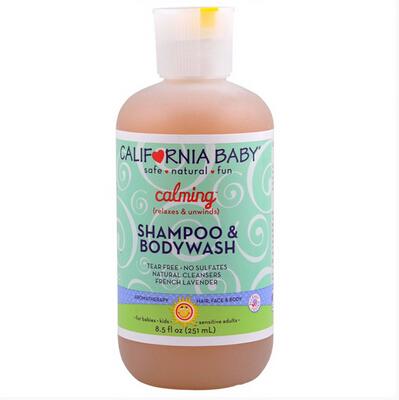 CALIFORNIA BABY
safe • natural • fun
calming™
(relaxes & unwinds)
SHAMPOO &
BODYWASH
TEAR FREE • NO SULFATES
NATURAL CLEANSERS
FRENCH LAVENDER
AROMATHERAPY HAIR, FACE & BODY
~for babies • kids • sensitive adults~
8.5 fl oz (251 mL)